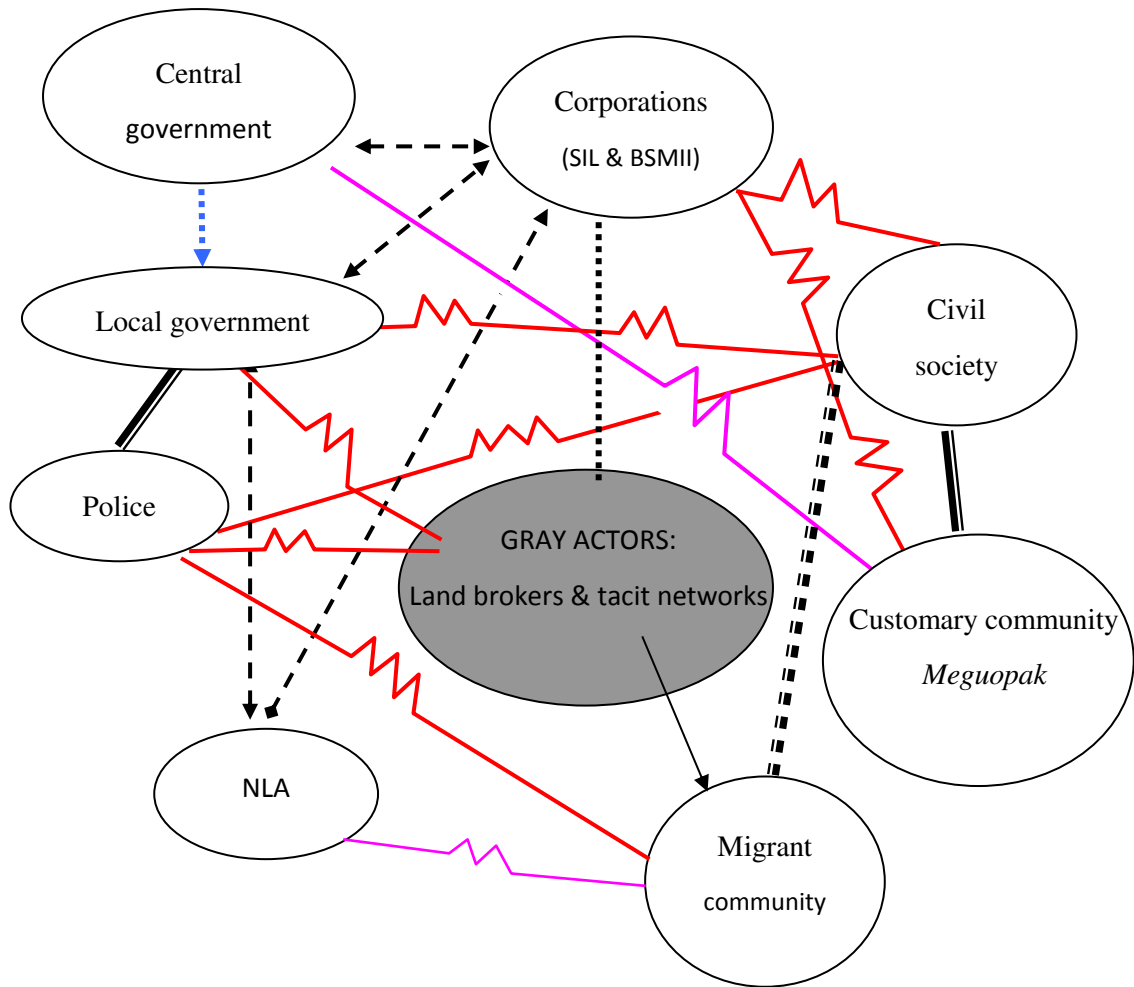 Central
government
Corporations
(SIL & BSMII)
Local government
Civil
society
Police
GRAY ACTORS:
Land brokers & tacit networks
Customary community
Meguopak
NLA
Migrant
community